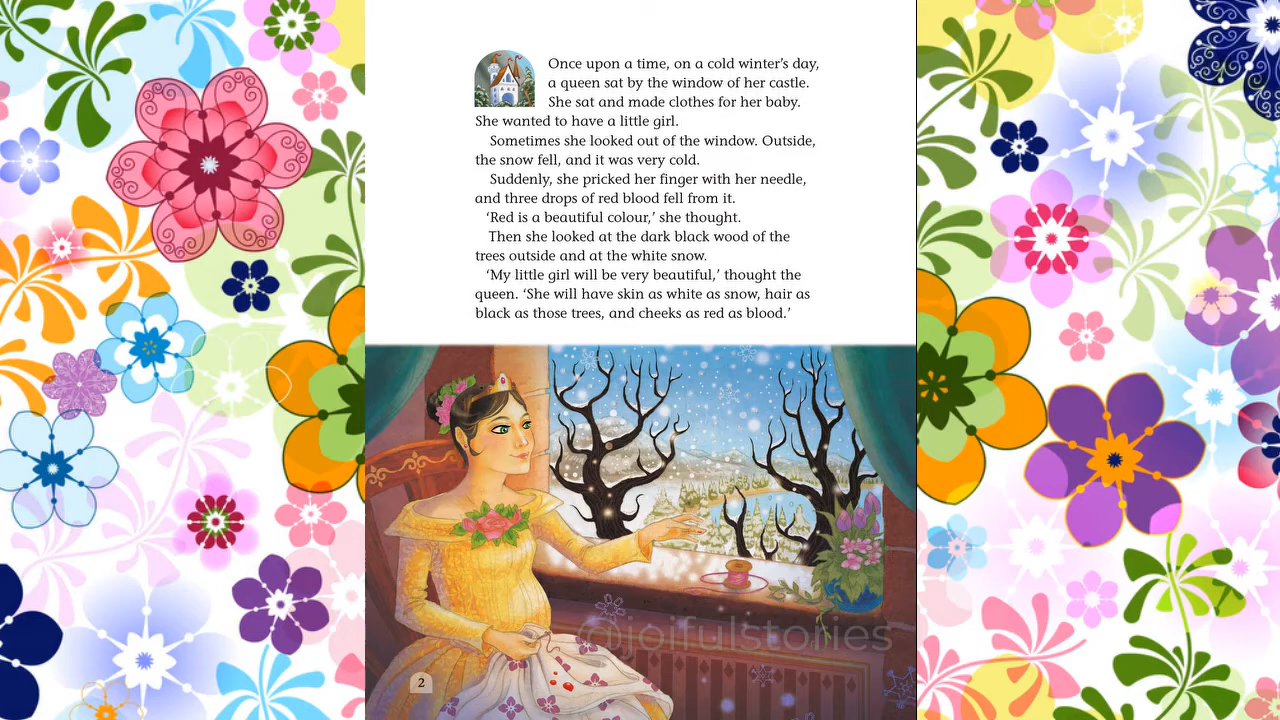 Once upon a time, on a cold winter's day,
a queen sat by the window of her castle.
She sat and made clothes for her baby.
She wanted to have a little girl.
Sometimes she looked out of the window. Outside,
the snow fell, and it was very cold.
Suddenly, she pricked her finger with her needle,
and three drops of red blood fell from it.
‘Red is a beautiful colour,’ she thought.
Then she looked at the dark black wood of the
trees outside and at the white snow.
‘My little girl will be very beautiful,’ thought the
queen. ‘She will have skin as white as snow, hair as
black as those trees, and cheeks as red as blood.’
@joifulstories
2